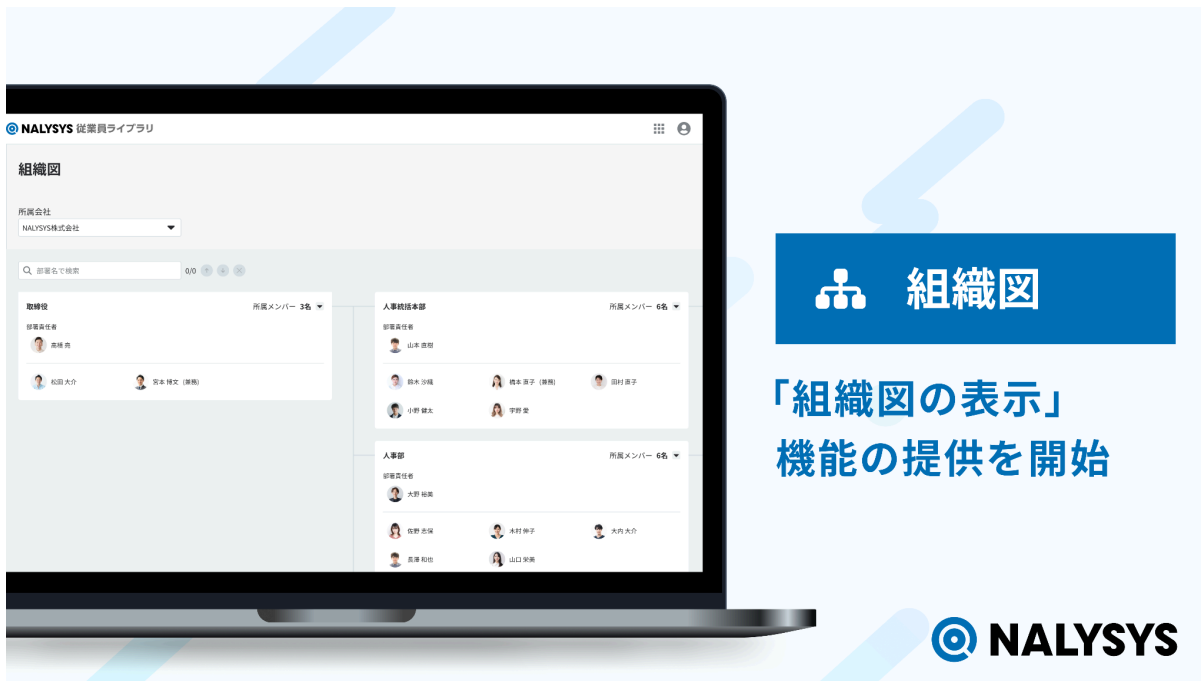 NALYSYS 従業員ライブラリ
組織図
所属会社
NALYSYS株式会社
部署名で検索 0/0
取締役 所属メンバー 3名
部署責任者
高橋 亮
松田 大介 宮本 博文 (兼務)
人事統括本部 所属メンバー 6名
部署責任者
山本 直樹
鈴木 沙織 橋本 直子 (兼務) 田村 直子
小野 健太 宇野 愛
人事部 所属メンバー 6名
部署責任者
大野 裕美
佐野 志保 木村 伸子 大内 大介
長澤 和也 山口 栄美
組織図
「組織図の表示」
機能の提供を開始
NALYSYS